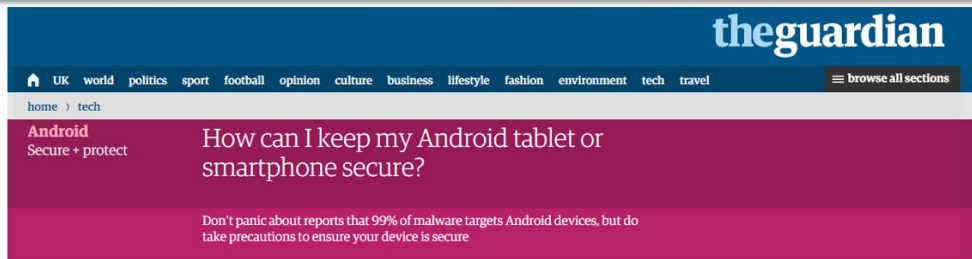 theguardian
UK world politics sport football opinion culture business lifestyle fashion environment tech travel
browse all sections
home › tech
Android
Secure + protect
How can I keep my Android tablet or
smartphone secure?
Don't panic about reports that 99% of malware targets Android devices, but do
take precautions to ensure your device is secure